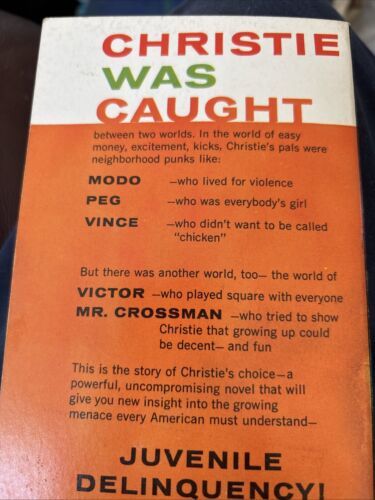 CHRISTIE
WAS
CAUGHT
between two worlds. In the world of easy
money, excitement, kicks, Christie's pals were
neighborhood punks like:
MODO —who lived for violence
PEG —who was everybody's girl
VINCE —who didn't want to be called
"chicken"
But there was another world, too— the world of
VICTOR —who played square with everyone
MR. CROSSMAN —who tried to show
Christie that growing up could
be decent— and fun
This is the story of Christie's choice—a
powerful, uncompromising novel that will
give you new insight into the growing
menace every American must understand—
JUVENILE
DELINQUENCY!